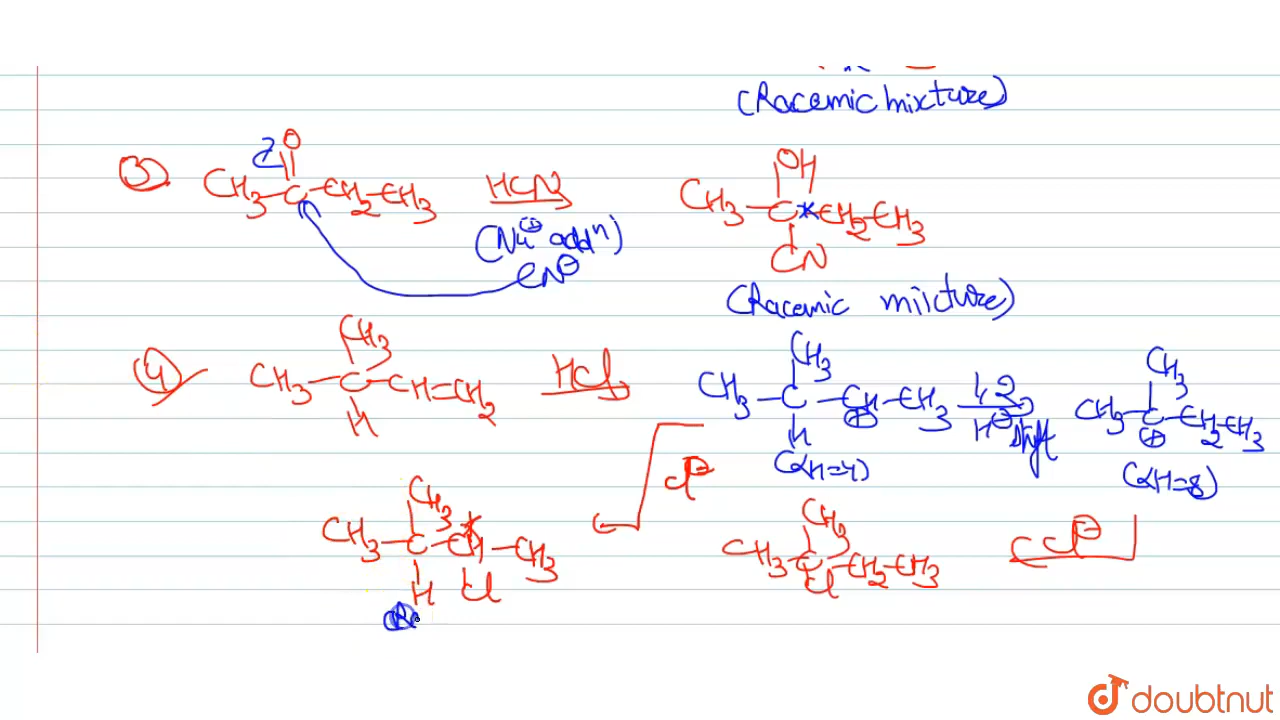 (Racemic mixture)
3) O
CH3-C-CH2-CH3 HCN OH
(Nu⊕ addn) CH3-C*-CH2-CH3
CN⊖ CN
(Racemic mixture)
4) CH3 CH3 CH3
CH3-C-CH=CH2 HCl CH3-C-CH-CH3 1,2 CH3-C-CH2-CH3
H H ⊕ H⊖ shift ⊕
(αH=4) (αH=8)
Cl⊖
CH3 CH3
CH3-C-CH*-CH3 CH3-C-CH2-CH3 Cl⊖
H Cl Cl
(R
doubtnut